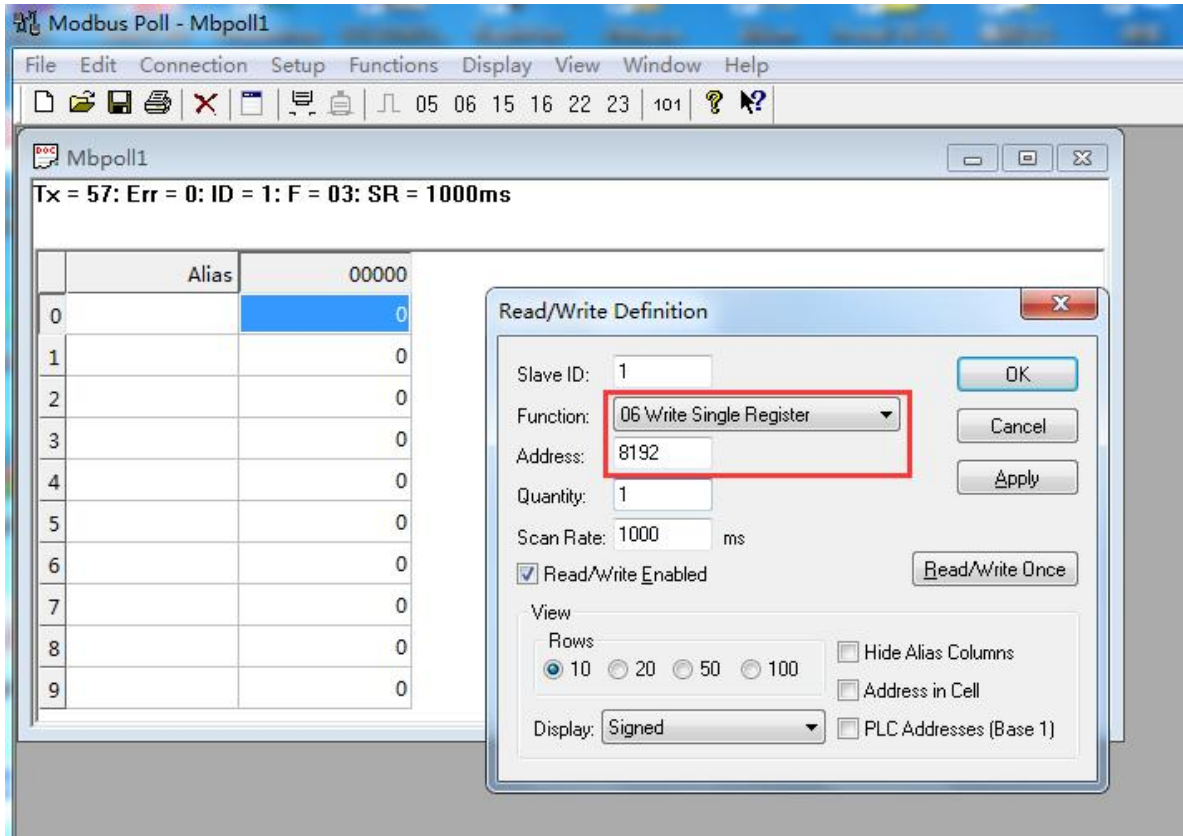 Modbus Poll - Mbpoll1
File Edit Connection Setup Functions Display View Window Help
05 06 15 16 22 23 101
Mbpoll1
Tx = 57: Err = 0: ID = 1: F = 03: SR = 1000ms
Alias 00000
0 0
1 0
2 0
3 0
4 0
5 0
6 0
7 0
8 0
9 0
Read/Write Definition
Slave ID: 1
OK
Function: 06 Write Single Register
Cancel
Address: 8192
Apply
Quantity: 1
Scan Rate: 1000 ms
Read/Write Enabled
Read/Write Once
View
Rows
10 20 50 100
Hide Alias Columns
Address in Cell
Display: Signed
PLC Addresses (Base 1)